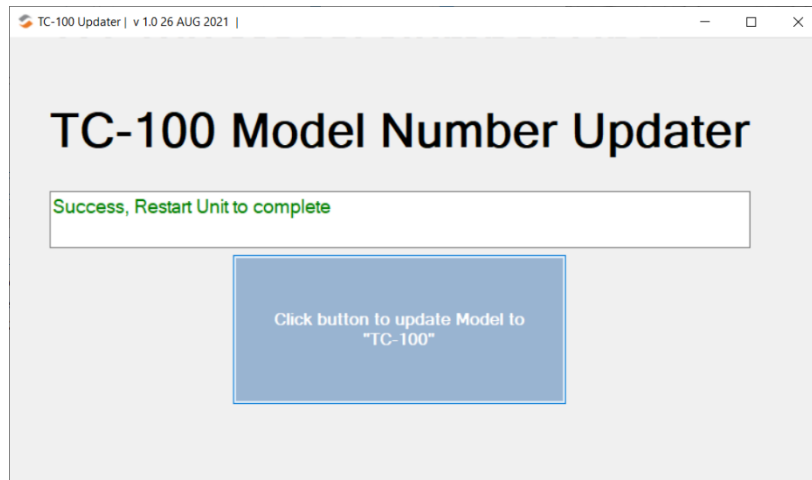 TC-100 Updater | v 1.0 26 AUG 2021 |
TC-100 Model Number Updater
Success, Restart Unit to complete
Click button to update Model to
"TC-100"